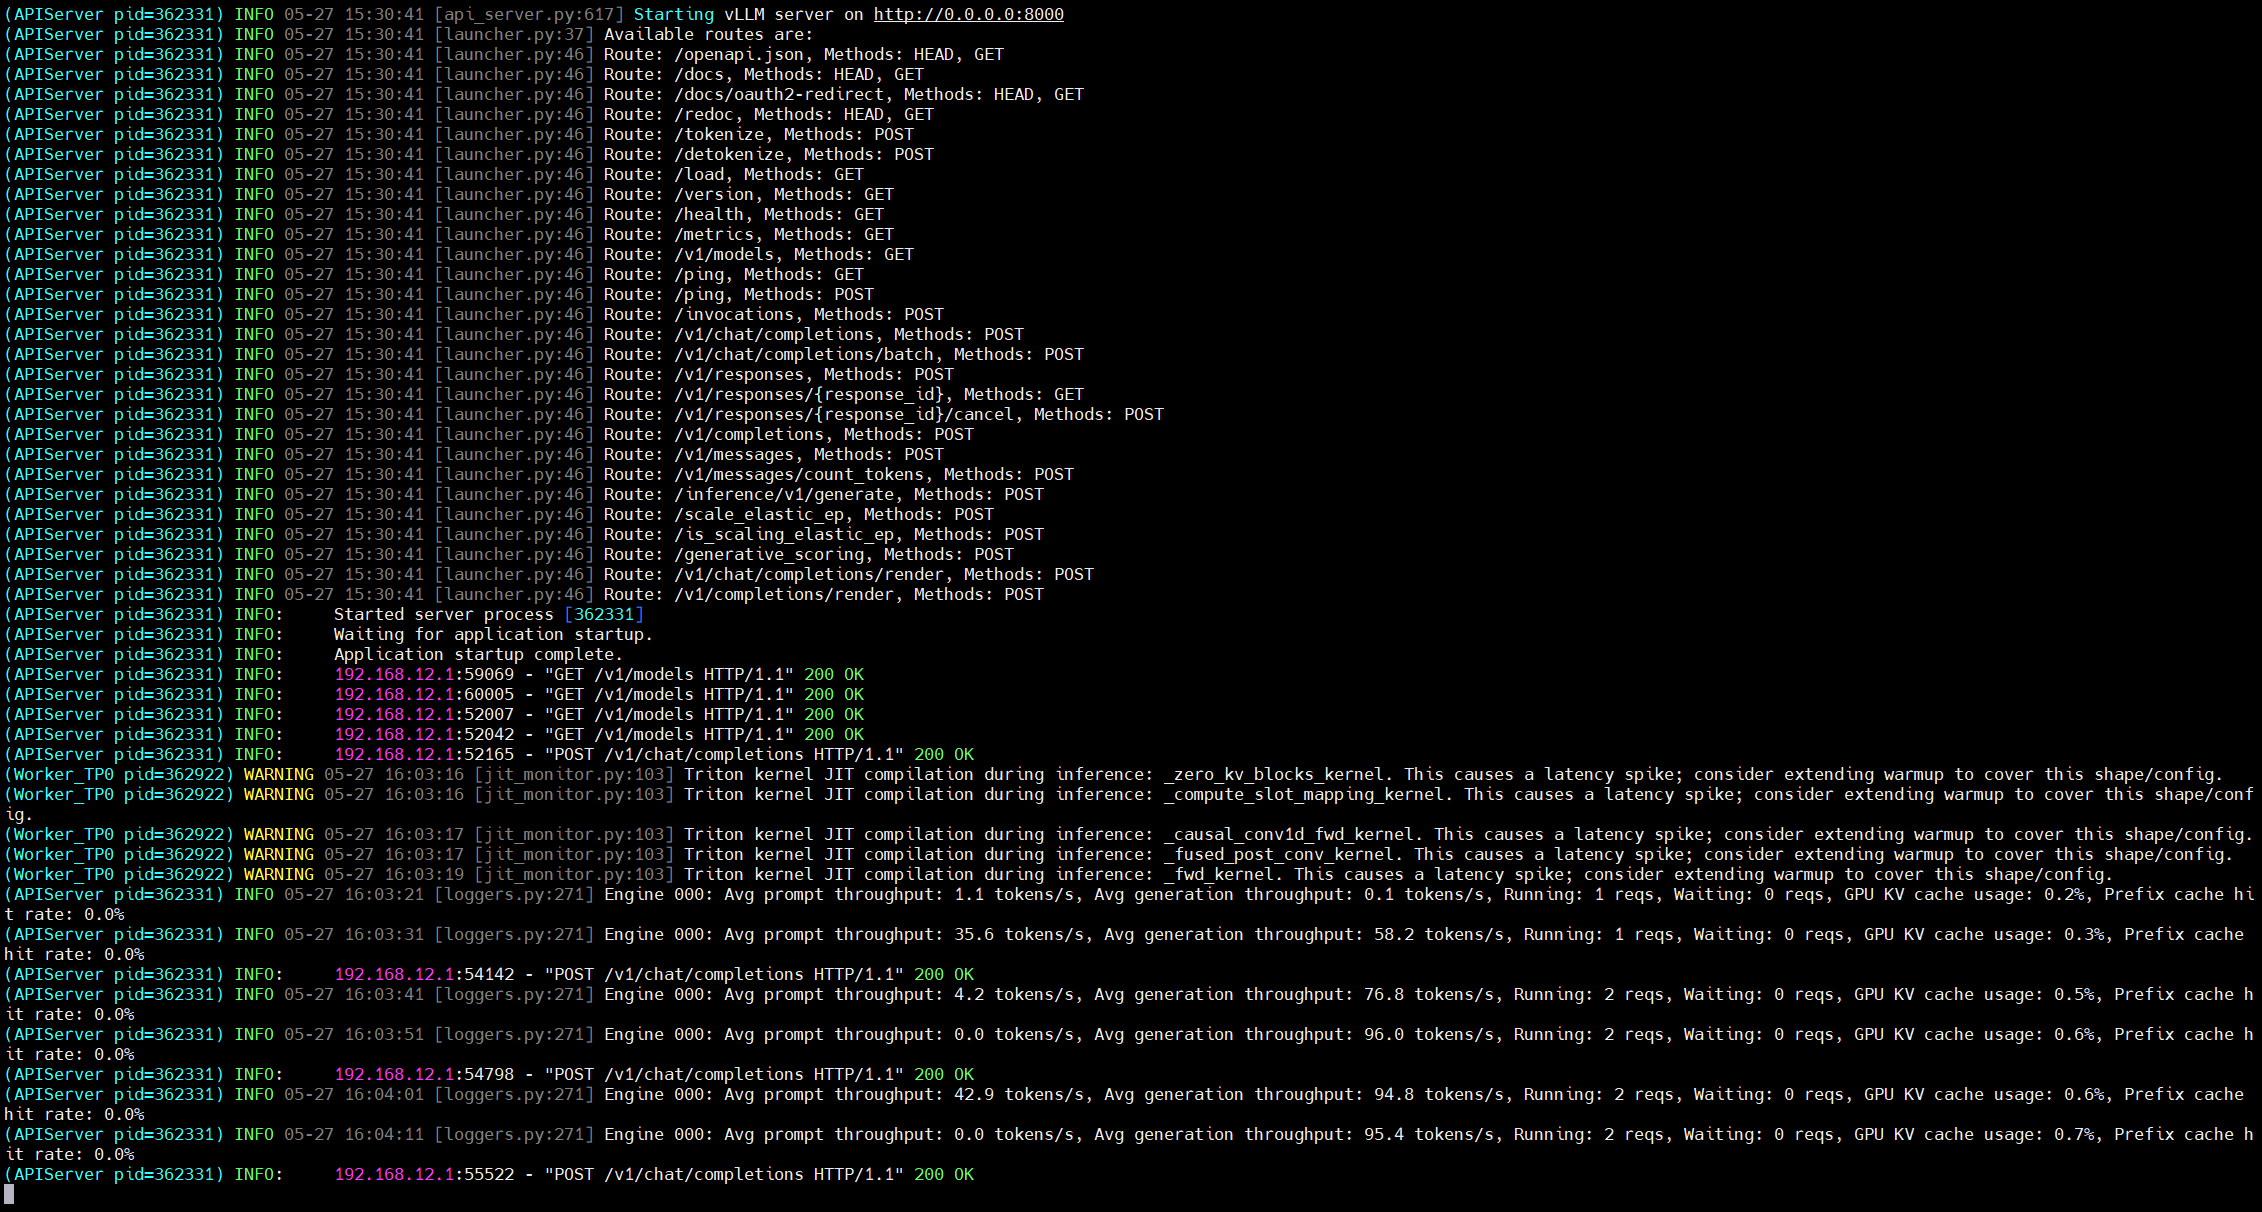 (APIServer pid=362331) INFO 05-27 15:30:41 [api_server.py:617] Starting vLLM server on http://0.0.0.0:8000
(APIServer pid=362331) INFO 05-27 15:30:41 [launcher.py:37] Available routes are:
(APIServer pid=362331) INFO 05-27 15:30:41 [launcher.py:46] Route: /openapi.json, Methods: HEAD, GET
(APIServer pid=362331) INFO 05-27 15:30:41 [launcher.py:46] Route: /docs, Methods: HEAD, GET
(APIServer pid=362331) INFO 05-27 15:30:41 [launcher.py:46] Route: /docs/oauth2-redirect, Methods: HEAD, GET
(APIServer pid=362331) INFO 05-27 15:30:41 [launcher.py:46] Route: /redoc, Methods: HEAD, GET
(APIServer pid=362331) INFO 05-27 15:30:41 [launcher.py:46] Route: /tokenize, Methods: POST
(APIServer pid=362331) INFO 05-27 15:30:41 [launcher.py:46] Route: /detokenize, Methods: POST
(APIServer pid=362331) INFO 05-27 15:30:41 [launcher.py:46] Route: /load, Methods: GET
(APIServer pid=362331) INFO 05-27 15:30:41 [launcher.py:46] Route: /version, Methods: GET
(APIServer pid=362331) INFO 05-27 15:30:41 [launcher.py:46] Route: /health, Methods: GET
(APIServer pid=362331) INFO 05-27 15:30:41 [launcher.py:46] Route: /metrics, Methods: GET
(APIServer pid=362331) INFO 05-27 15:30:41 [launcher.py:46] Route: /v1/models, Methods: GET
(APIServer pid=362331) INFO 05-27 15:30:41 [launcher.py:46] Route: /ping, Methods: GET
(APIServer pid=362331) INFO 05-27 15:30:41 [launcher.py:46] Route: /ping, Methods: POST
(APIServer pid=362331) INFO 05-27 15:30:41 [launcher.py:46] Route: /invocations, Methods: POST
(APIServer pid=362331) INFO 05-27 15:30:41 [launcher.py:46] Route: /v1/chat/completions, Methods: POST
(APIServer pid=362331) INFO 05-27 15:30:41 [launcher.py:46] Route: /v1/chat/completions/batch, Methods: POST
(APIServer pid=362331) INFO 05-27 15:30:41 [launcher.py:46] Route: /v1/responses, Methods: POST
(APIServer pid=362331) INFO 05-27 15:30:41 [launcher.py:46] Route: /v1/responses/{response_id}, Methods: GET
(APIServer pid=362331) INFO 05-27 15:30:41 [launcher.py:46] Route: /v1/responses/{response_id}/cancel, Methods: POST
(APIServer pid=362331) INFO 05-27 15:30:41 [launcher.py:46] Route: /v1/completions, Methods: POST
(APIServer pid=362331) INFO 05-27 15:30:41 [launcher.py:46] Route: /v1/messages, Methods: POST
(APIServer pid=362331) INFO 05-27 15:30:41 [launcher.py:46] Route: /v1/messages/count_tokens, Methods: POST
(APIServer pid=362331) INFO 05-27 15:30:41 [launcher.py:46] Route: /inference/v1/generate, Methods: POST
(APIServer pid=362331) INFO 05-27 15:30:41 [launcher.py:46] Route: /scale_elastic_ep, Methods: POST
(APIServer pid=362331) INFO 05-27 15:30:41 [launcher.py:46] Route: /is_scaling_elastic_ep, Methods: POST
(APIServer pid=362331) INFO 05-27 15:30:41 [launcher.py:46] Route: /generative_scoring, Methods: POST
(APIServer pid=362331) INFO 05-27 15:30:41 [launcher.py:46] Route: /v1/chat/completions/render, Methods: POST
(APIServer pid=362331) INFO 05-27 15:30:41 [launcher.py:46] Route: /v1/completions/render, Methods: POST
(APIServer pid=362331) INFO:     Started server process [362331]
(APIServer pid=362331) INFO:     Waiting for application startup.
(APIServer pid=362331) INFO:     Application startup complete.
(APIServer pid=362331) INFO:     192.168.12.1:59069 - "GET /v1/models HTTP/1.1" 200 OK
(APIServer pid=362331) INFO:     192.168.12.1:60005 - "GET /v1/models HTTP/1.1" 200 OK
(APIServer pid=362331) INFO:     192.168.12.1:52007 - "GET /v1/models HTTP/1.1" 200 OK
(APIServer pid=362331) INFO:     192.168.12.1:52042 - "GET /v1/models HTTP/1.1" 200 OK
(APIServer pid=362331) INFO:     192.168.12.1:52165 - "POST /v1/chat/completions HTTP/1.1" 200 OK
(Worker_TP0 pid=362922) WARNING 05-27 16:03:16 [jit_monitor.py:103] Triton kernel JIT compilation during inference: _zero_kv_blocks_kernel. This causes a latency spike; consider extending warmup to cover this shape/config.
(Worker_TP0 pid=362922) WARNING 05-27 16:03:16 [jit_monitor.py:103] Triton kernel JIT compilation during inference: _compute_slot_mapping_kernel. This causes a latency spike; consider extending warmup to cover this shape/conf
ig.
(Worker_TP0 pid=362922) WARNING 05-27 16:03:17 [jit_monitor.py:103] Triton kernel JIT compilation during inference: _causal_conv1d_fwd_kernel. This causes a latency spike; consider extending warmup to cover this shape/config.
(Worker_TP0 pid=362922) WARNING 05-27 16:03:17 [jit_monitor.py:103] Triton kernel JIT compilation during inference: _fused_post_conv_kernel. This causes a latency spike; consider extending warmup to cover this shape/config.
(Worker_TP0 pid=362922) WARNING 05-27 16:03:19 [jit_monitor.py:103] Triton kernel JIT compilation during inference: _fwd_kernel. This causes a latency spike; consider extending warmup to cover this shape/config.
(APIServer pid=362331) INFO 05-27 16:03:21 [loggers.py:271] Engine 000: Avg prompt throughput: 1.1 tokens/s, Avg generation throughput: 0.1 tokens/s, Running: 1 reqs, Waiting: 0 reqs, GPU KV cache usage: 0.2%, Prefix cache hi
t rate: 0.0%
(APIServer pid=362331) INFO 05-27 16:03:31 [loggers.py:271] Engine 000: Avg prompt throughput: 35.6 tokens/s, Avg generation throughput: 58.2 tokens/s, Running: 1 reqs, Waiting: 0 reqs, GPU KV cache usage: 0.3%, Prefix cache
hit rate: 0.0%
(APIServer pid=362331) INFO:     192.168.12.1:54142 - "POST /v1/chat/completions HTTP/1.1" 200 OK
(APIServer pid=362331) INFO 05-27 16:03:41 [loggers.py:271] Engine 000: Avg prompt throughput: 4.2 tokens/s, Avg generation throughput: 76.8 tokens/s, Running: 2 reqs, Waiting: 0 reqs, GPU KV cache usage: 0.5%, Prefix cache h
it rate: 0.0%
(APIServer pid=362331) INFO 05-27 16:03:51 [loggers.py:271] Engine 000: Avg prompt throughput: 0.0 tokens/s, Avg generation throughput: 96.0 tokens/s, Running: 2 reqs, Waiting: 0 reqs, GPU KV cache usage: 0.6%, Prefix cache h
it rate: 0.0%
(APIServer pid=362331) INFO:     192.168.12.1:54798 - "POST /v1/chat/completions HTTP/1.1" 200 OK
(APIServer pid=362331) INFO 05-27 16:04:01 [loggers.py:271] Engine 000: Avg prompt throughput: 42.9 tokens/s, Avg generation throughput: 94.8 tokens/s, Running: 2 reqs, Waiting: 0 reqs, GPU KV cache usage: 0.6%, Prefix cache
hit rate: 0.0%
(APIServer pid=362331) INFO 05-27 16:04:11 [loggers.py:271] Engine 000: Avg prompt throughput: 0.0 tokens/s, Avg generation throughput: 95.4 tokens/s, Running: 2 reqs, Waiting: 0 reqs, GPU KV cache usage: 0.7%, Prefix cache h
it rate: 0.0%
(APIServer pid=362331) INFO:     192.168.12.1:55522 - "POST /v1/chat/completions HTTP/1.1" 200 OK